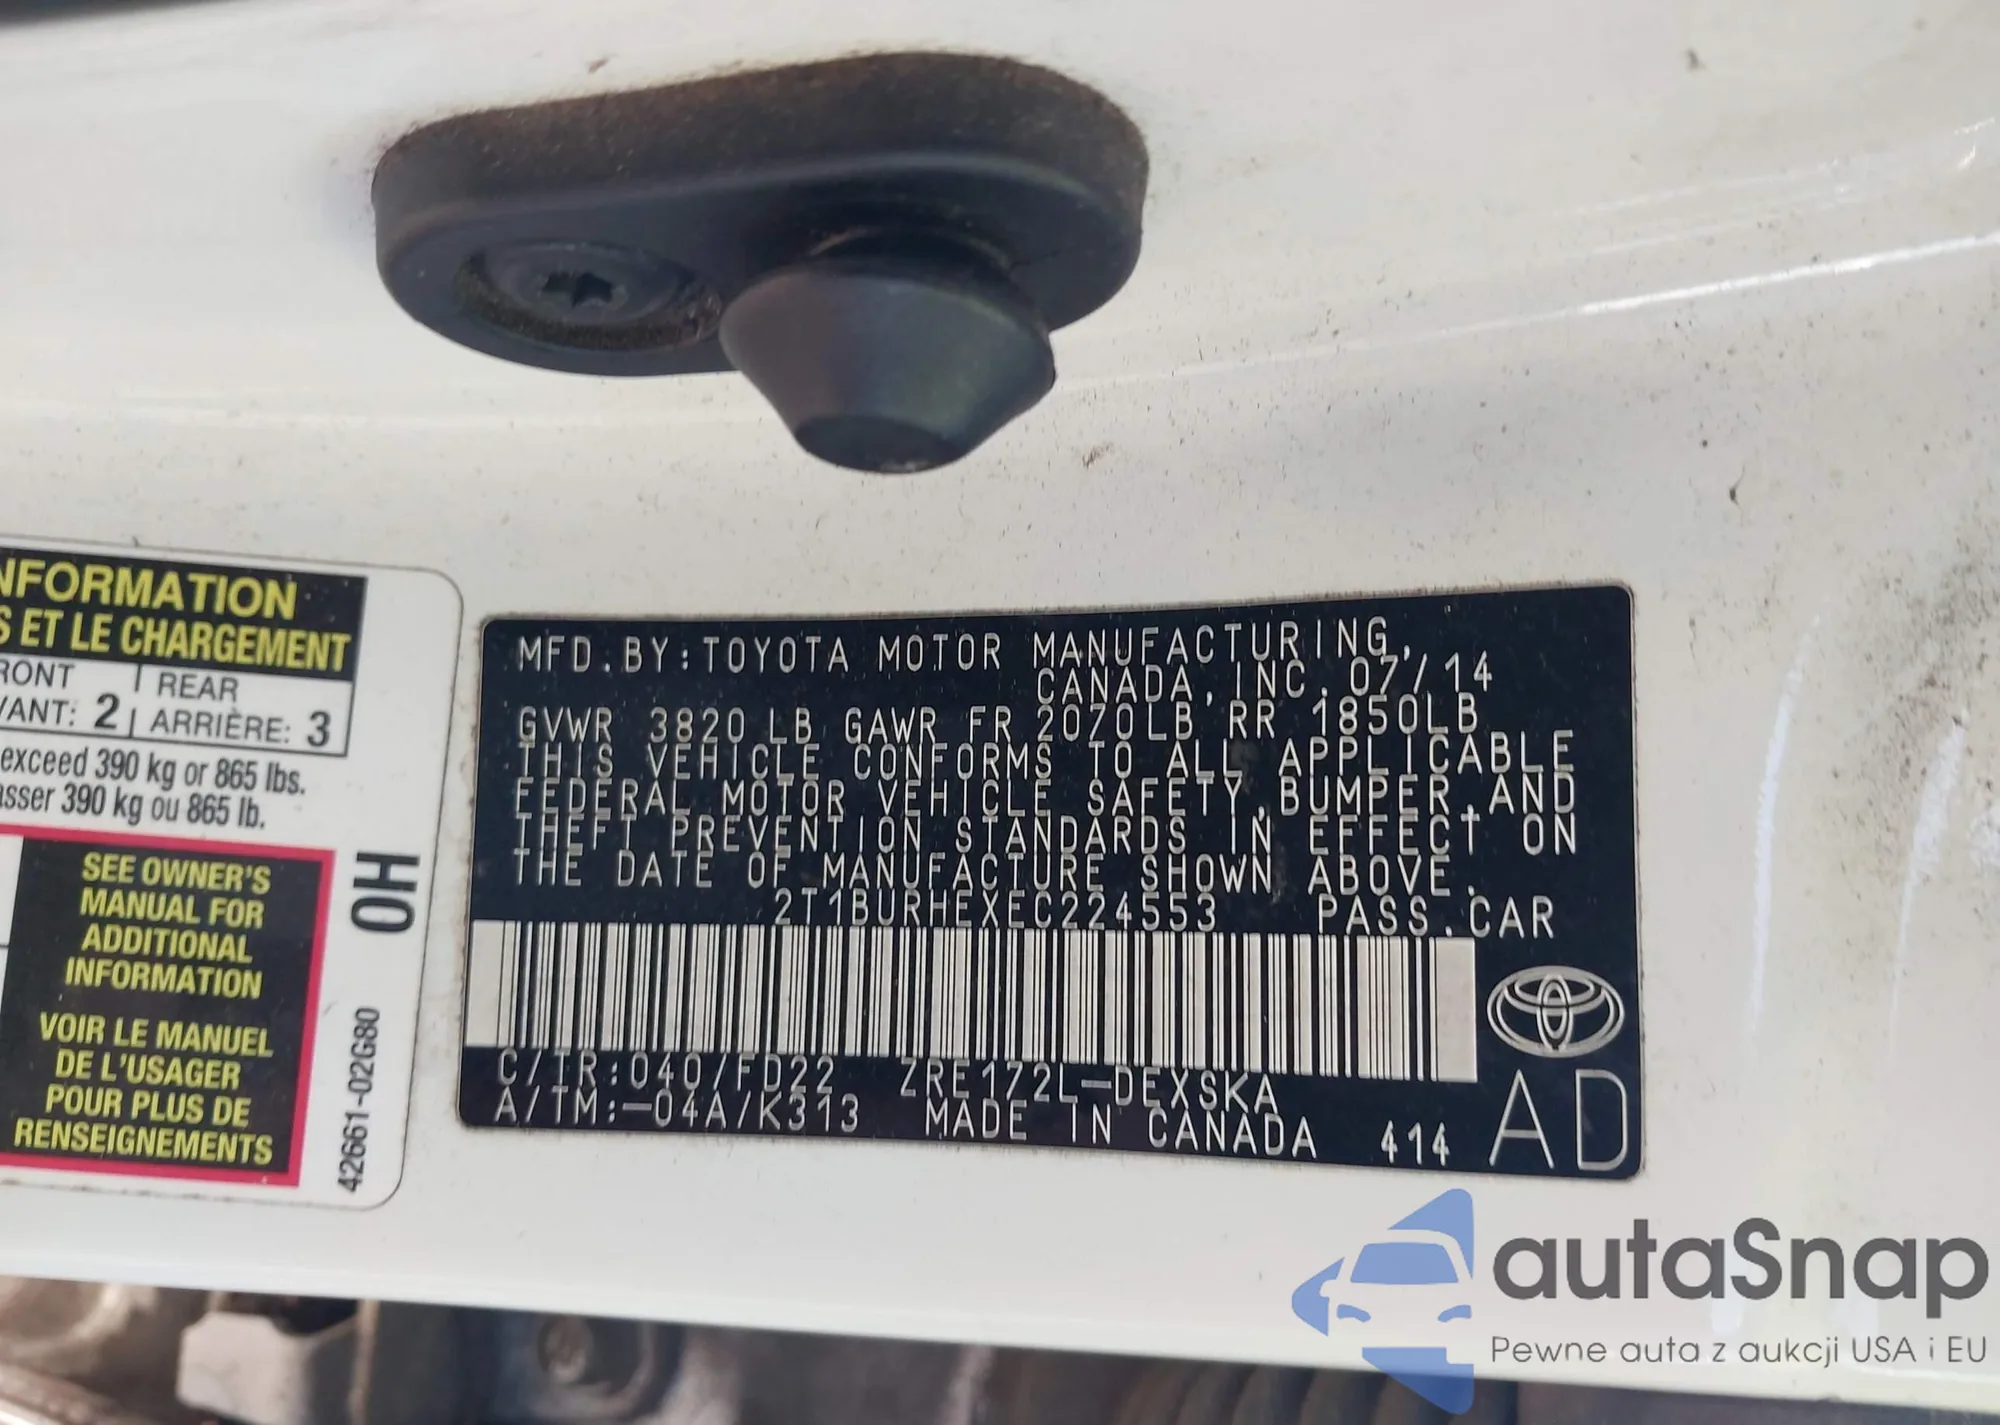 NFORMATION
S ET LE CHARGEMENT
RONT
REAR
VANT: 2
ARRIÈRE: 3
exceed 390 kg or 865 lbs.
asser 390 kg ou 865 lb.
SEE OWNER'S
MANUAL FOR
ADDITIONAL
INFORMATION
VOIR LE MANUEL
DE L'USAGER
POUR PLUS DE
RENSEIGNEMENTS
0H
42661-02G80
MFD.BY:TOYOTA MOTOR MANUFACTURING,
CANADA,INC.07/14
GVWR 3820 LB GAWR FR 2070LB RR 1850LB
THIS VEHICLE CONFORMS TO ALL APPLICABLE
FEDERAL MOTOR VEHICLE SAFETY,BUMPER,AND
THEFT PREVENTION STANDARDS IN EFFECT ON
THE DATE OF MANUFACTURE SHOWN ABOVE.
2T1BURHEXEC224553 PASS.CAR
C/TR:040/FD22 ZRE172L-DEXSKA
A/TM:-04A/K313 MADE IN CANADA 414
AD
autaSnap
Pewne auta z aukcji USA i EU